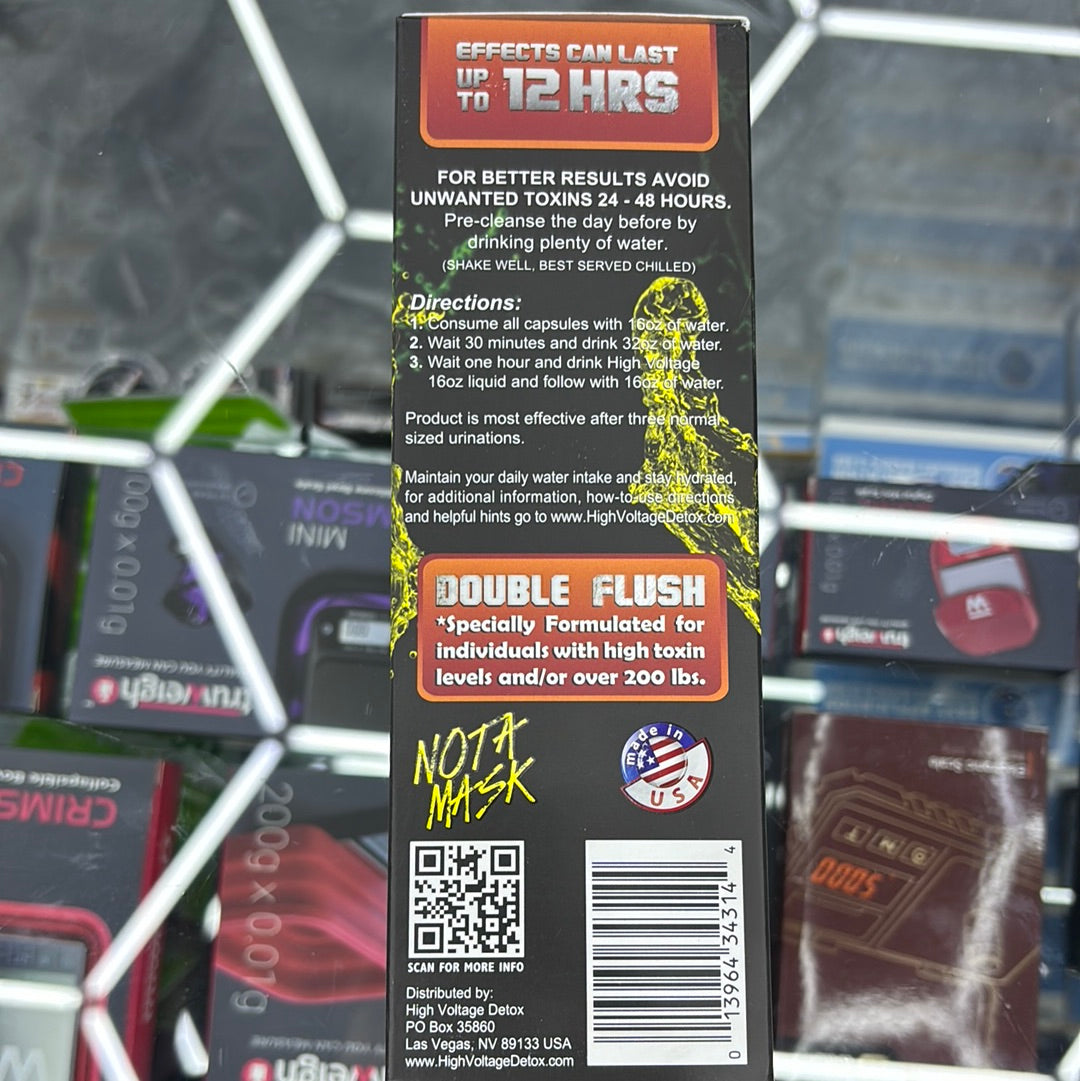 EFFECTS CAN LAST
UP TO 12 HRS
FOR BETTER RESULTS AVOID
UNWANTED TOXINS 24 - 48 HOURS.
Pre-cleanse the day before by
drinking plenty of water.
(SHAKE WELL, BEST SERVED CHILLED)
Directions:
1. Consume all capsules with 16oz of water.
2. Wait 30 minutes and drink 32oz of water.
3. Wait one hour and drink High Voltage
16oz liquid and follow with 16oz of water.
Product is most effective after three normal
sized urinations.
Maintain your daily water intake and stay hydrated,
for additional information, how-to-use directions
and helpful hints go to www.HighVoltageDetox.com
DOUBLE FLUSH
*Specially Formulated for
individuals with high toxin
levels and/or over 200 lbs.
NOT A
MASK
made in
USA
SCAN FOR MORE INFO
Distributed by:
High Voltage Detox
PO Box 35860
Las Vegas, NV 89133 USA
www.HighVoltageDetox.com
0 13964 34314 4
MINI
truweigh
CRIMS
Collapsible Bow
200g x 0.01g
truweigh
truweigh